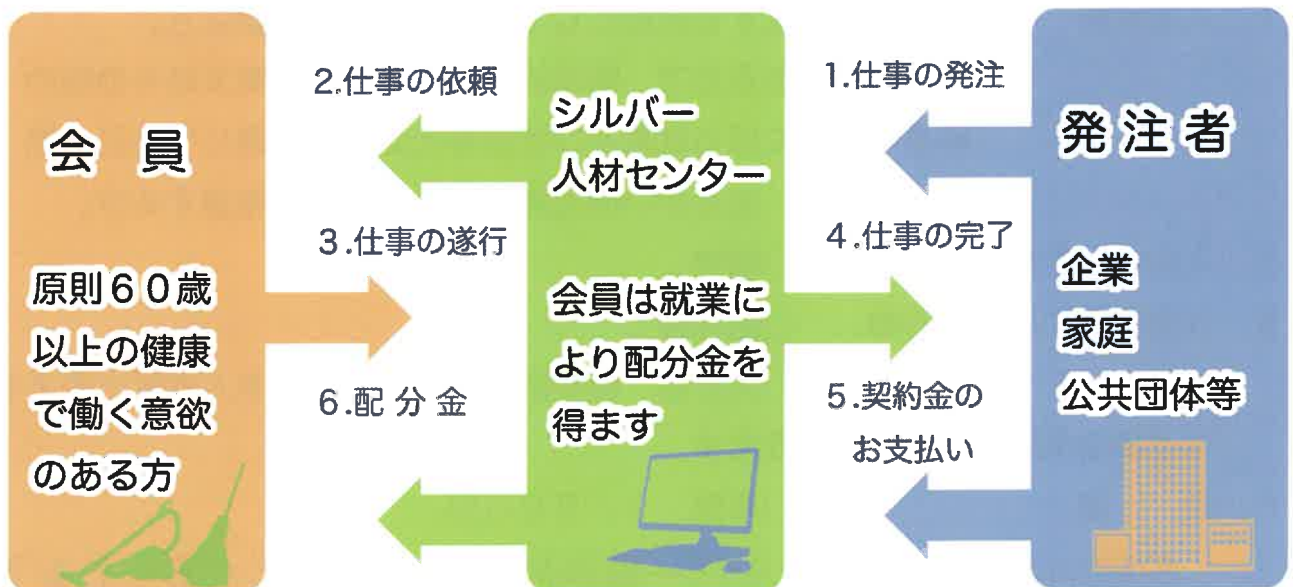 会 員
原則６０歳
以上の健康
で働く意欲
のある方
2.仕事の依頼
３.仕事の遂行
６.配 分 金
シルバー
人材センター
会員は就業に
より配分金を
得ます
1.仕事の発注
４.仕事の完了
５.契約金の
お支払い
発 注 者
企業
家庭
公共団体等